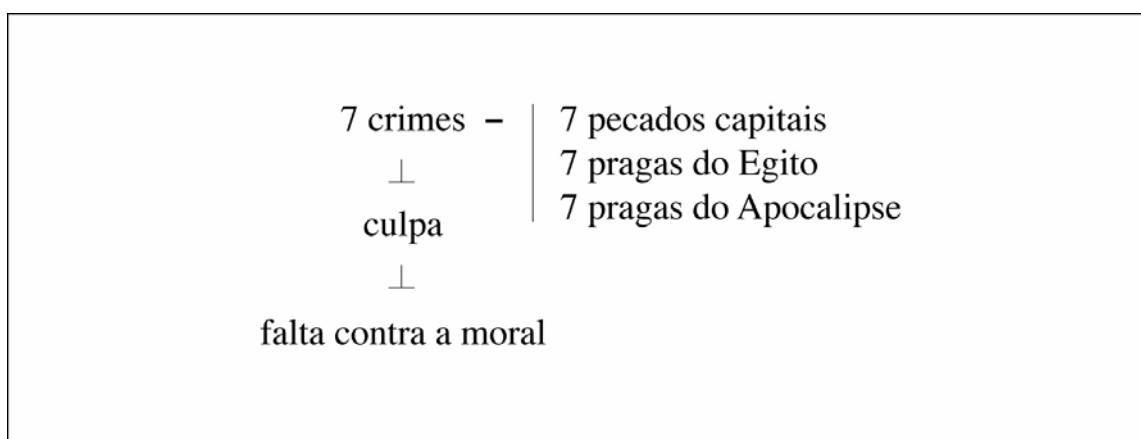 7 crimes – 7 pecados capitais
7 pragas do Egito
7 pragas do Apocalipse
⊥
culpa
⊥
falta contra a moral